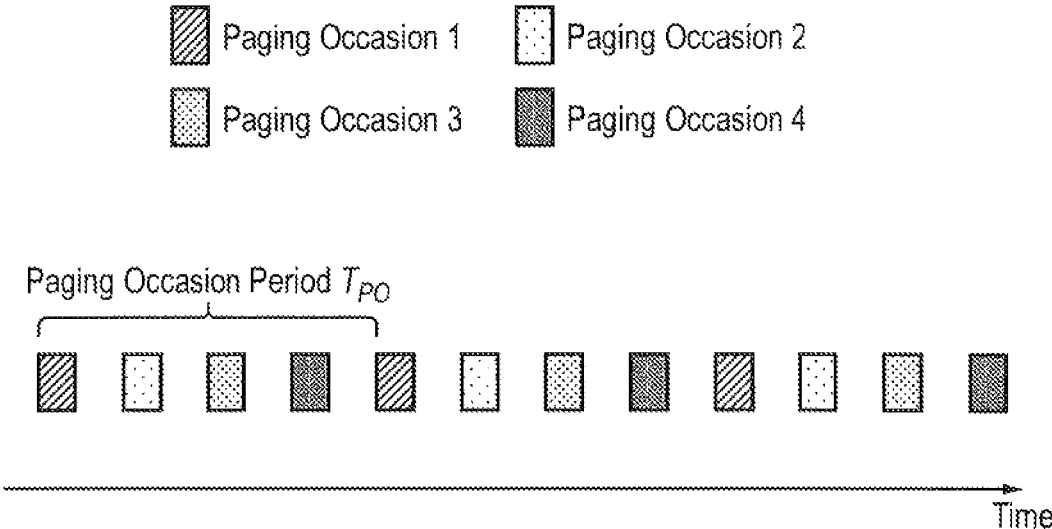 Paging Occasion 1 Paging Occasion 2
Paging Occasion 3 Paging Occasion 4
Paging Occasion Period T_PO
Time